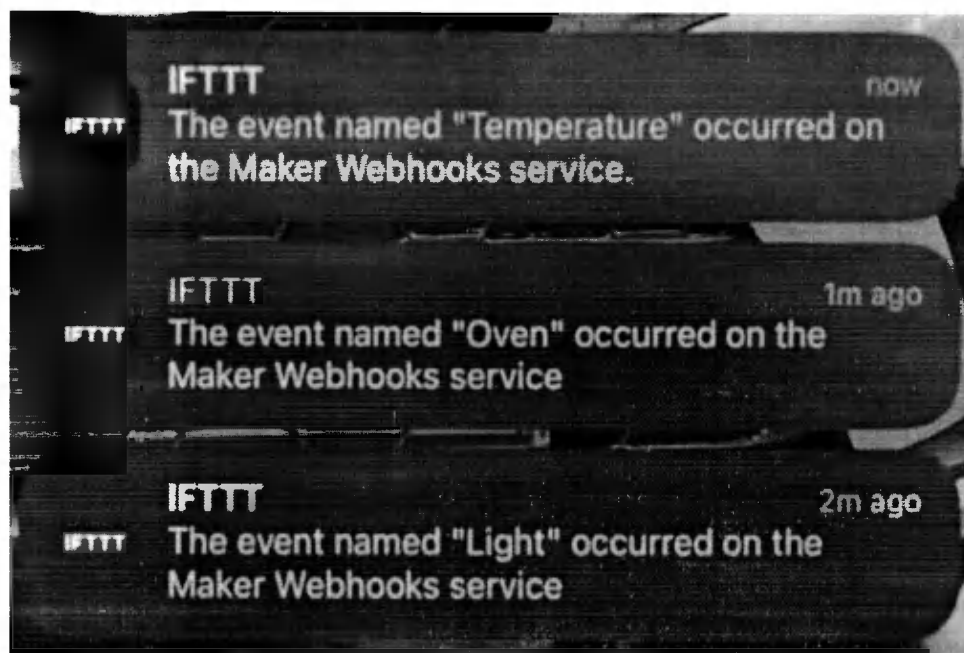 IFTTT now
IFTTT The event named "Temperature" occurred on
the Maker Webhooks service.
IFTTT 1m ago
IFTTT The event named "Oven" occurred on the
Maker Webhooks service
IFTTT 2m ago
IFTTT The event named "Light" occurred on the
Maker Webhooks service